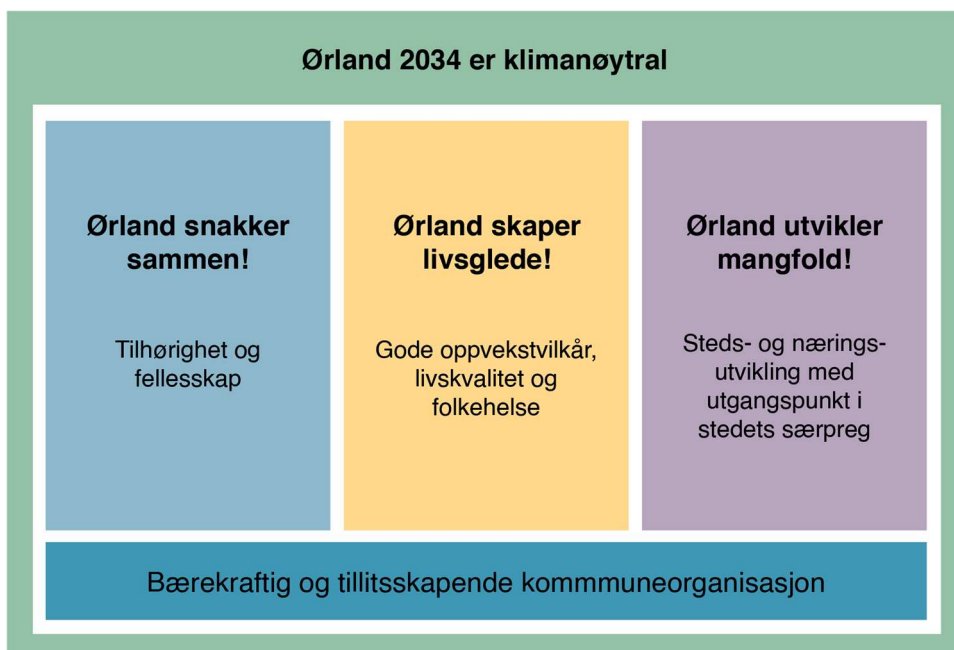 Ørland 2034 er klimanøytral
Ørland snakker
sammen!
Tilhørighet og
fellesskap
Ørland skaper
livsglede!
Gode oppvekstvilkår,
livskvalitet og
folkehelse
Ørland utvikler
mangfold!
Steds- og nærings-
utvikling med
utgangspunkt i
stedets særpreg
Bærekraftig og tillitsskapende kommmuneorganisasjon